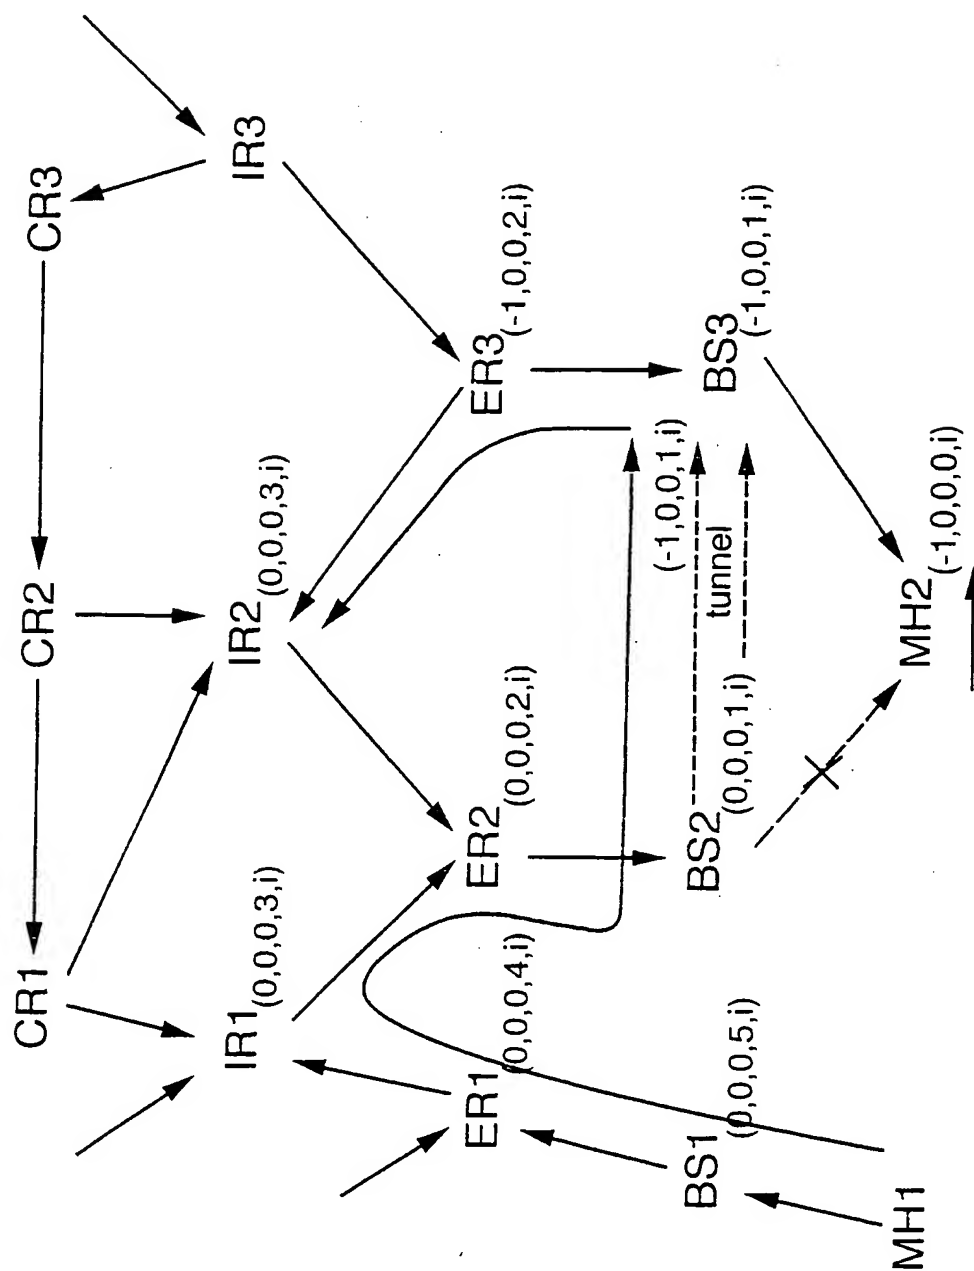 CR1
CR2
CR3
IR1(0,0,0,3,i)
IR2(0,0,0,3,i)
IR3
ER1(0,0,0,4,i)
ER2(0,0,0,2,i)
ER3(-1,0,0,2,i)
(-1,0,0,1,i)
BS1(0,0,0,5,i)
BS2(0,0,0,1,i)
tunnel
BS3(-1,0,0,1,i)
MH1
MH2(-1,0,0,0,i)